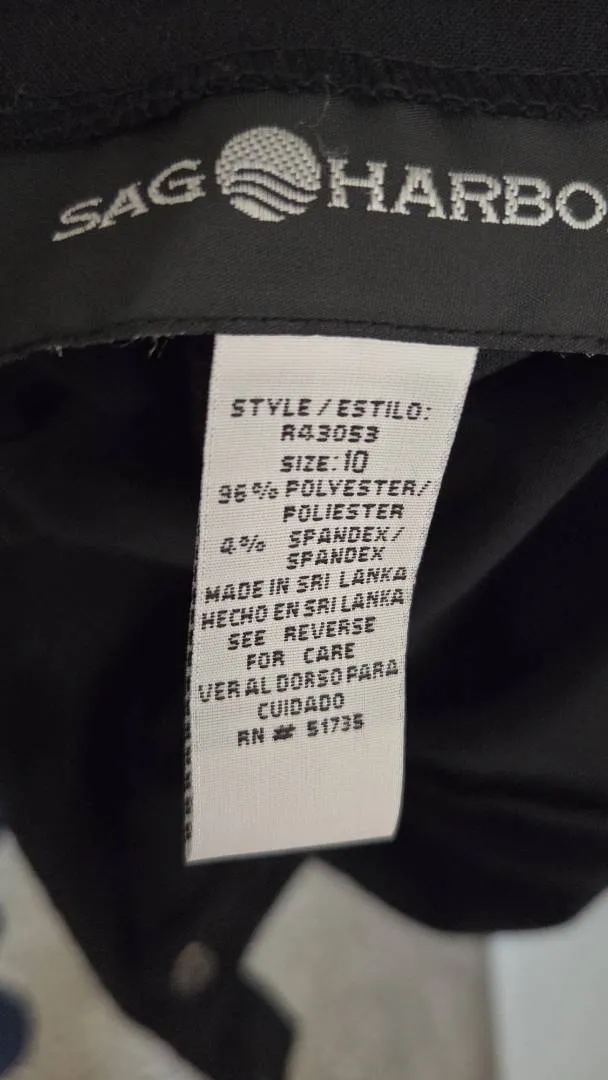 SAG HARBO
STYLE / ESTILO:
R43053
SIZE: 10
96% POLYESTER/
POLIESTER
4% SPANDEX/
SPANDEX
MADE IN SRI LANKA
HECHO EN SRI LANKA
SEE REVERSE
FOR CARE
VER AL DORSO PARA
CUIDADO
RN # 51735